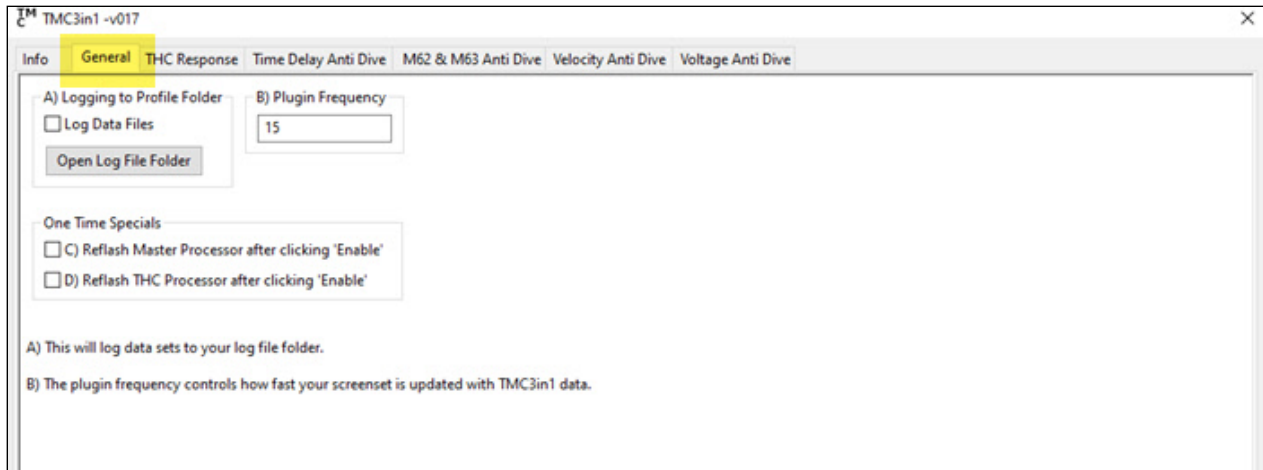 TMC TMC3in1 -v017
Info General THC Response Time Delay Anti Dive M62 & M63 Anti Dive Velocity Anti Dive Voltage Anti Dive
A) Logging to Profile Folder B) Plugin Frequency
Log Data Files
15
Open Log File Folder
One Time Specials
C) Reflash Master Processor after clicking 'Enable'
D) Reflash THC Processor after clicking 'Enable'
A) This will log data sets to your log file folder.
B) The plugin frequency controls how fast your screenset is updated with TMC3in1 data.